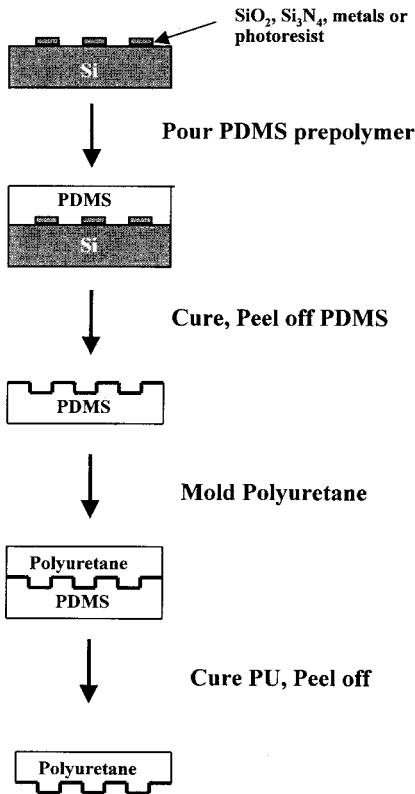 SiO₂, Si₃N₄, metals or
photoresist
Si
Pour PDMS prepolymer
PDMS
Si
Cure, Peel off PDMS
PDMS
Mold Polyuretane
Polyuretane
PDMS
Cure PU, Peel off
Polyuretane